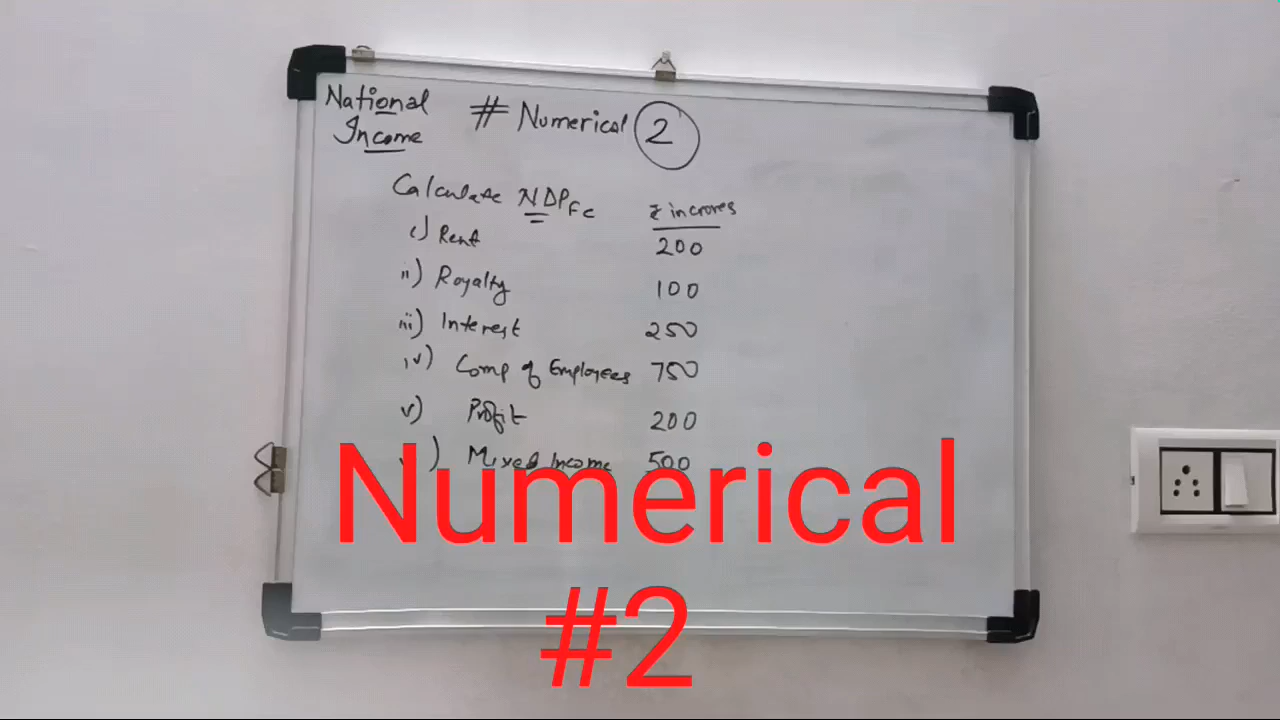 National
Income
# Numerical 2
Calculate NDPFC
₹ in crores
i) Rent 200
ii) Royalty 100
iii) Interest 250
iv) Comp of Employees 750
v) Profit 200
) Mixed Income 500
Numerical
#2